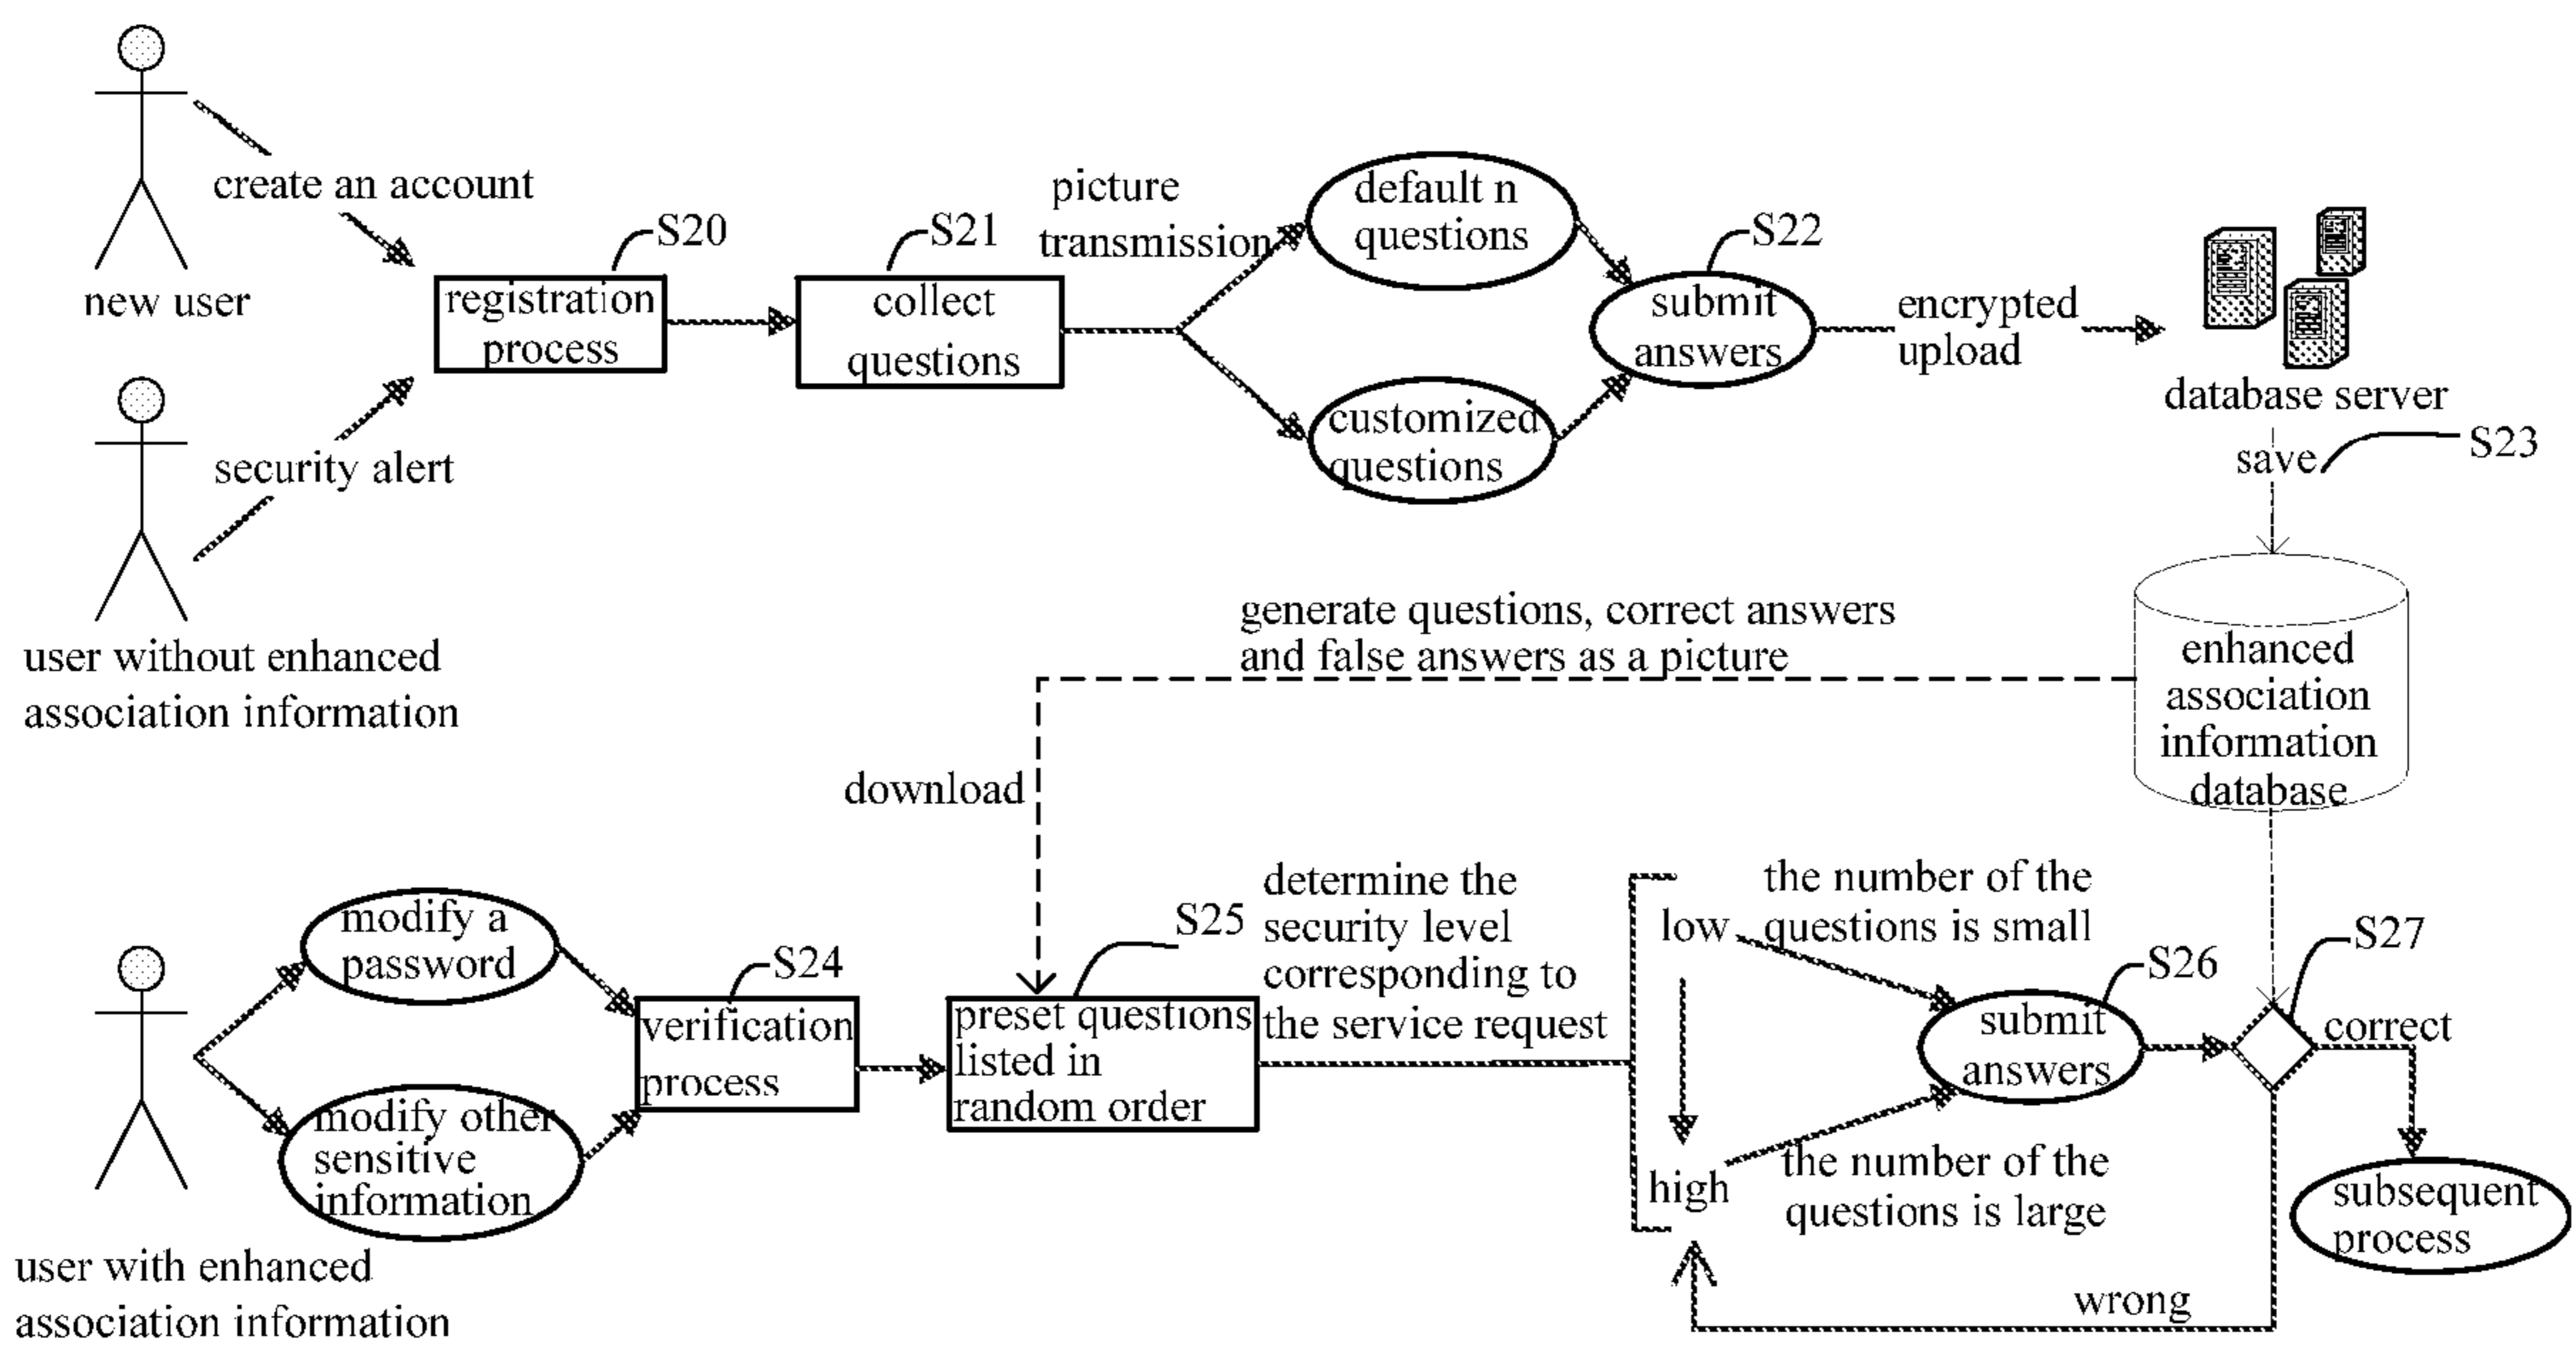 create an account
new user
security alert
user without enhanced
association information
S20
registration
process
S21
collect
questions
picture
transmission
default n
questions
customized
questions
S22
submit
answers
encrypted
upload
database server
save
S23
enhanced
association
information
database
generate questions, correct answers
and false answers as a picture
download
user with enhanced
association information
modify a
password
modify other
sensitive
information
S24
verification
process
S25
preset questions
listed in
random order
determine the
security level
corresponding to
the service request
low
the number of the
questions is small
high
the number of the
questions is large
S26
submit
answers
S27
correct
wrong
subsequent
process